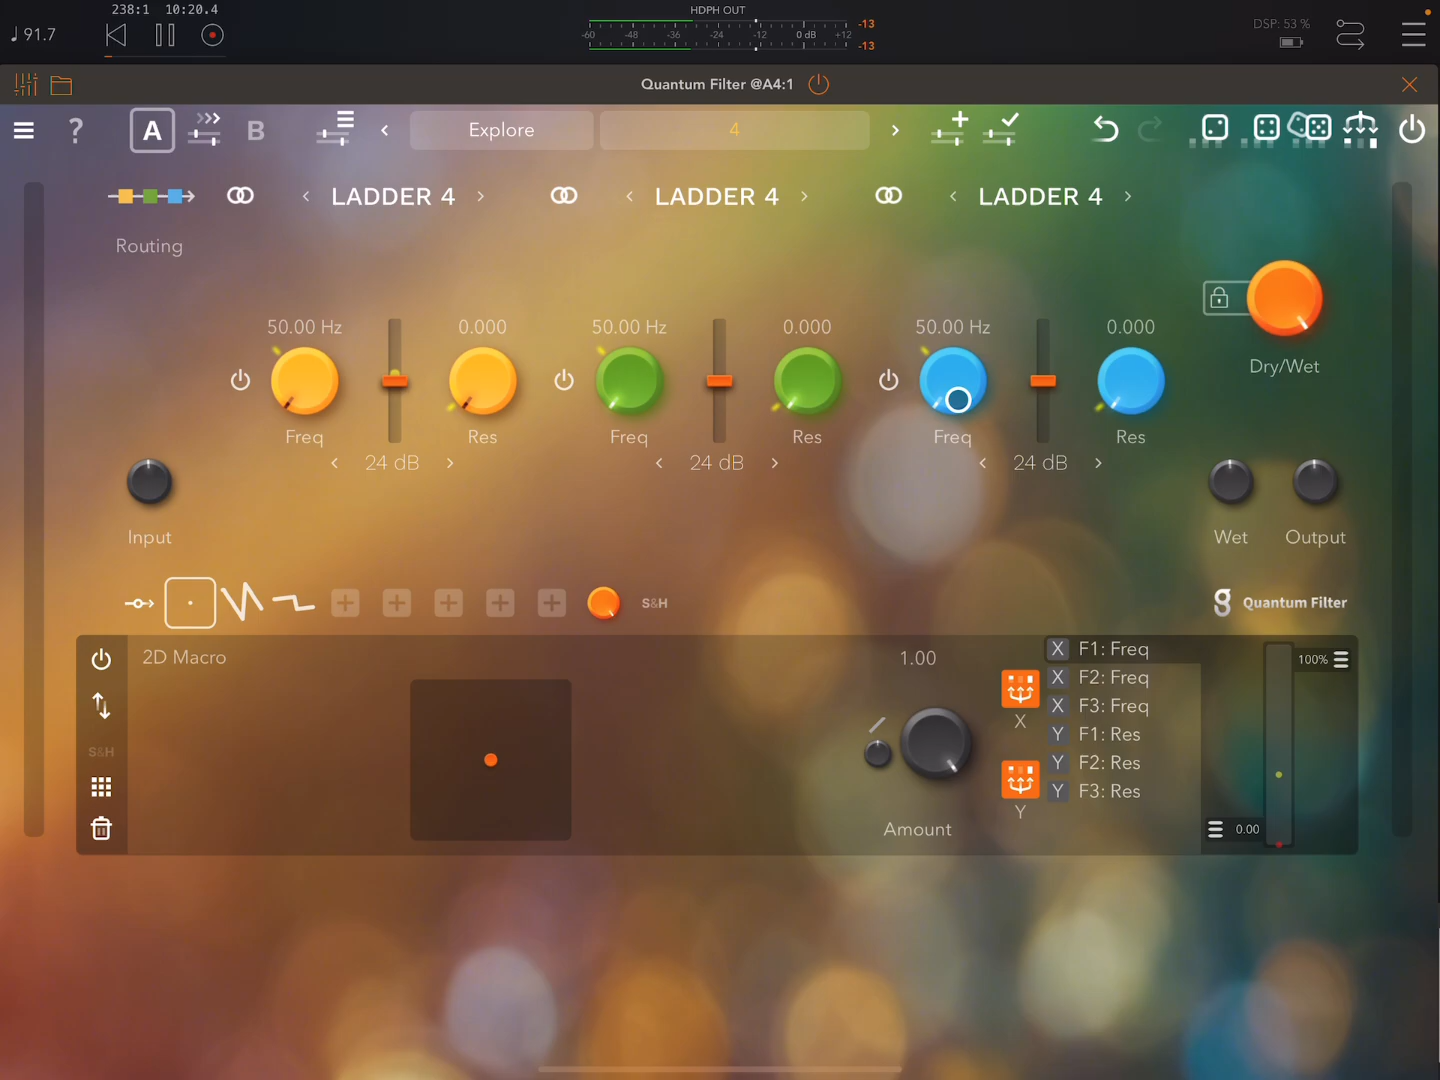 238:1 10:20.4
HDPH OUT
♩ 91.7
-60 -48 -36 -24 -12 0 dB +12
-13
-13
DSP: 53 %
Quantum Filter @A4:1
? A B Explore 4
LADDER 4 LADDER 4 LADDER 4
Routing
50.00 Hz 0.000 50.00 Hz 0.000 50.00 Hz 0.000
Dry/Wet
Freq Res Freq Res Freq Res
24 dB 24 dB 24 dB
Input Wet Output
S&H
Quantum Filter
2D Macro
1.00
X F1: Freq
100%
X F2: Freq
X F3: Freq
X
Y F1: Res
S&H
Y F2: Res
Y F3: Res
Y
Amount
0.00